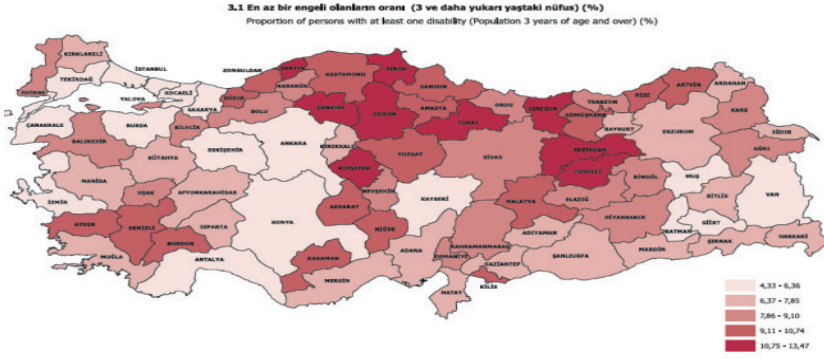 3.1 En az bir engeli olanların oranı (3 ve daha yukarı yaştaki nüfus) (%)
Proportion of persons with at least one disability (Population 3 years of age and over) (%)
KIRKLARELİ
EDİRNE
TEKİRDAĞ
İSTANBUL
KOCAELİ
YALOVA
SAKARYA
ZONGULDAK
BARTIN
KARABÜK
KASTAMONU
SİNOP
SAMSUN
DÜZCE
BOLU
ÇANKIRI
ÇORUM
AMASYA
TOKAT
ORDU
GİRESUN
TRABZON
GÜMÜŞHANE
RİZE
ARTVİN
ARDAHAN
KARS
BAYBURT
ERZURUM
IĞDIR
AĞRI
ÇANAKKALE
BALIKESİR
BURSA
BİLECİK
KÜTAHYA
ESKİŞEHİR
ANKARA
KIRIKKALE
KIRŞEHİR
YOZGAT
SİVAS
ERZİNCAN
TUNCELİ
BİNGÖL
MUŞ
VAN
BİTLİS
İZMİR
MANİSA
UŞAK
AFYONKARAHİSAR
KONYA
AKSARAY
NEVŞEHİR
KAYSERİ
MALATYA
ELAZIĞ
DİYARBAKIR
BATMAN
SİİRT
ŞIRNAK
HAKKARİ
AYDIN
DENİZLİ
BURDUR
ISPARTA
MUĞLA
ANTALYA
KARAMAN
NİĞDE
MERSİN
ADANA
OSMANİYE
KAHRAMANMARAŞ
GAZİANTEP
KİLİS
HATAY
ADIYAMAN
ŞANLIURFA
MARDİN
4,33 - 6,36
6,37 - 7,85
7,86 - 9,10
9,11 - 10,74
10,75 - 13,47